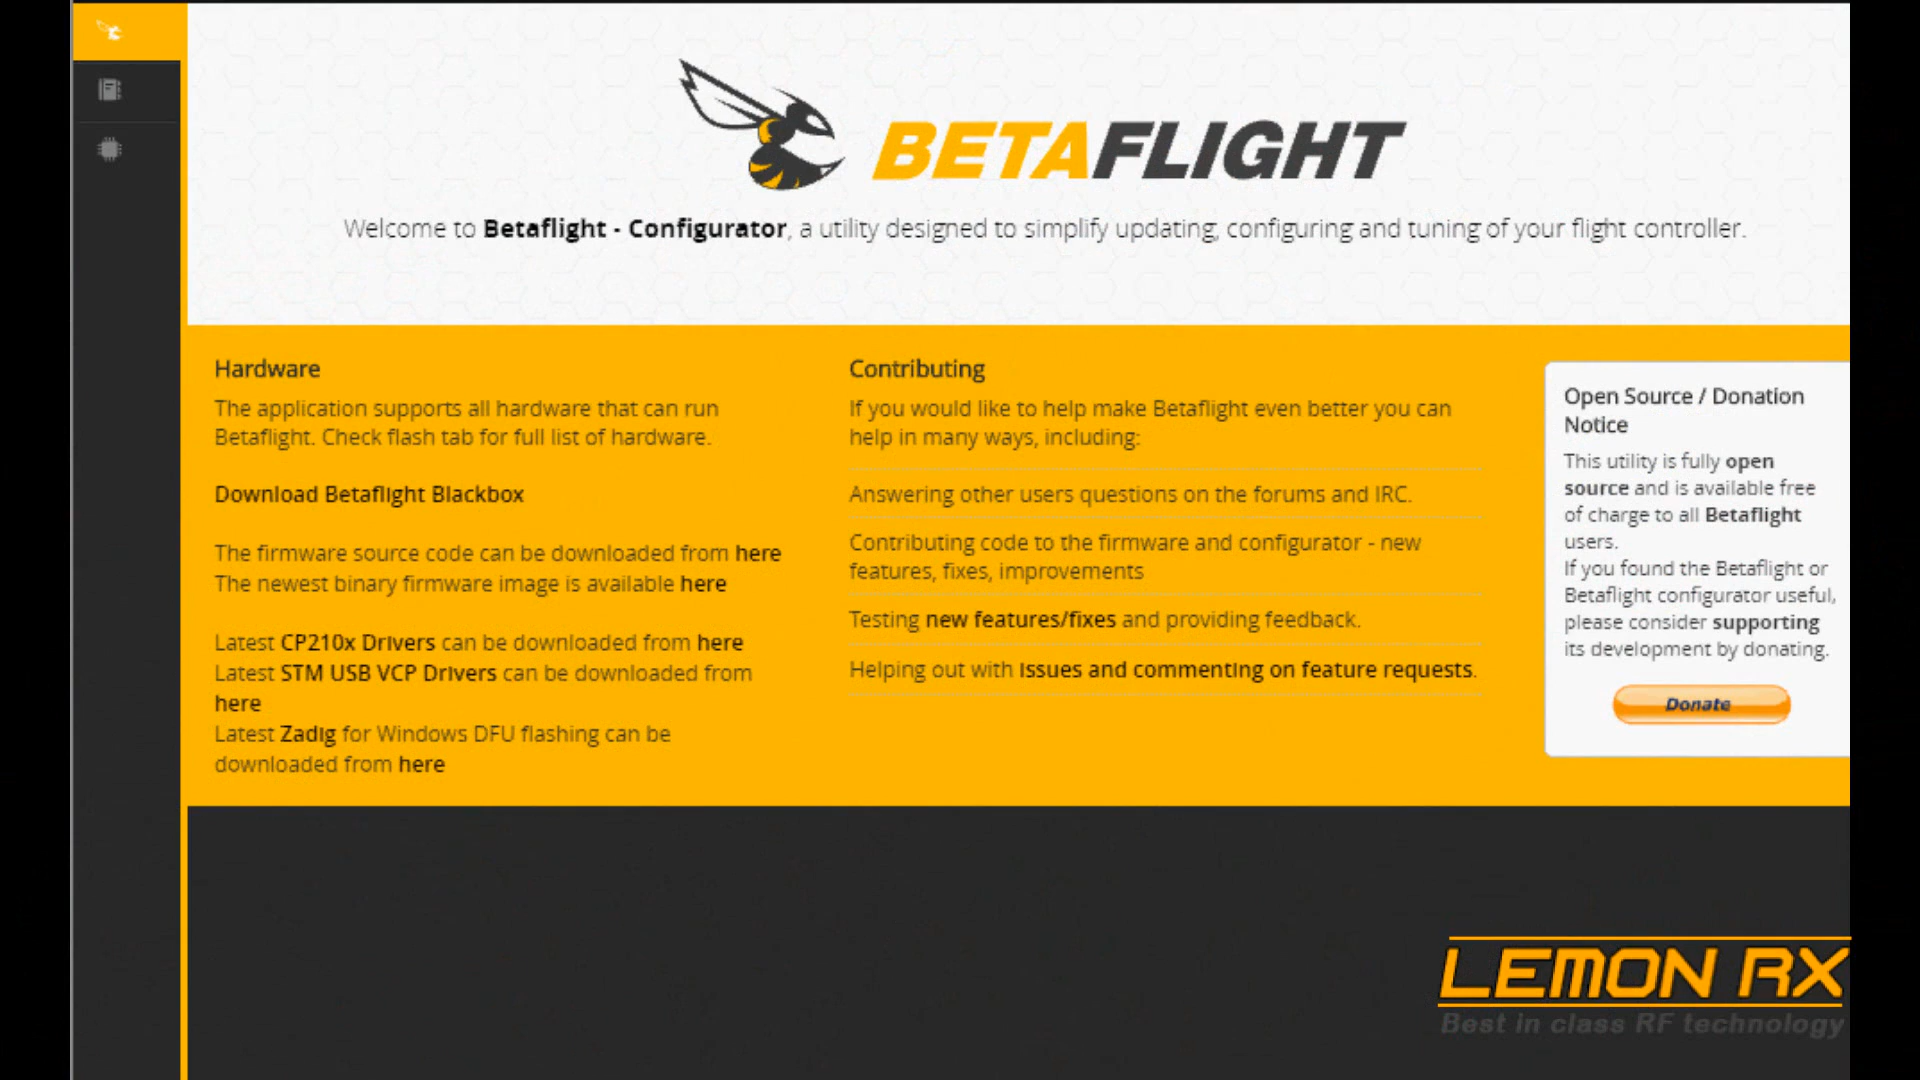 BETAFLIGHT
Welcome to Betaflight - Configurator, a utility designed to simplify updating, configuring and tuning of your flight controller.
Hardware
The application supports all hardware that can run
Betaflight. Check flash tab for full list of hardware.
Download Betaflight Blackbox
The firmware source code can be downloaded from here
The newest binary firmware image is available here
Latest CP210x Drivers can be downloaded from here
Latest STM USB VCP Drivers can be downloaded from
here
Latest Zadig for Windows DFU flashing can be
downloaded from here
Contributing
If you would like to help make Betaflight even better you can
help in many ways, including:
Answering other users questions on the forums and IRC.
Contributing code to the firmware and configurator - new
features, fixes, improvements
Testing new features/fixes and providing feedback.
Helping out with issues and commenting on feature requests.
Open Source / Donation
Notice
This utility is fully open
source and is available free
of charge to all Betaflight
users.
If you found the Betaflight or
Betaflight configurator useful,
please consider supporting
its development by donating.
Donate
LEMON RX
Best in class RF technology